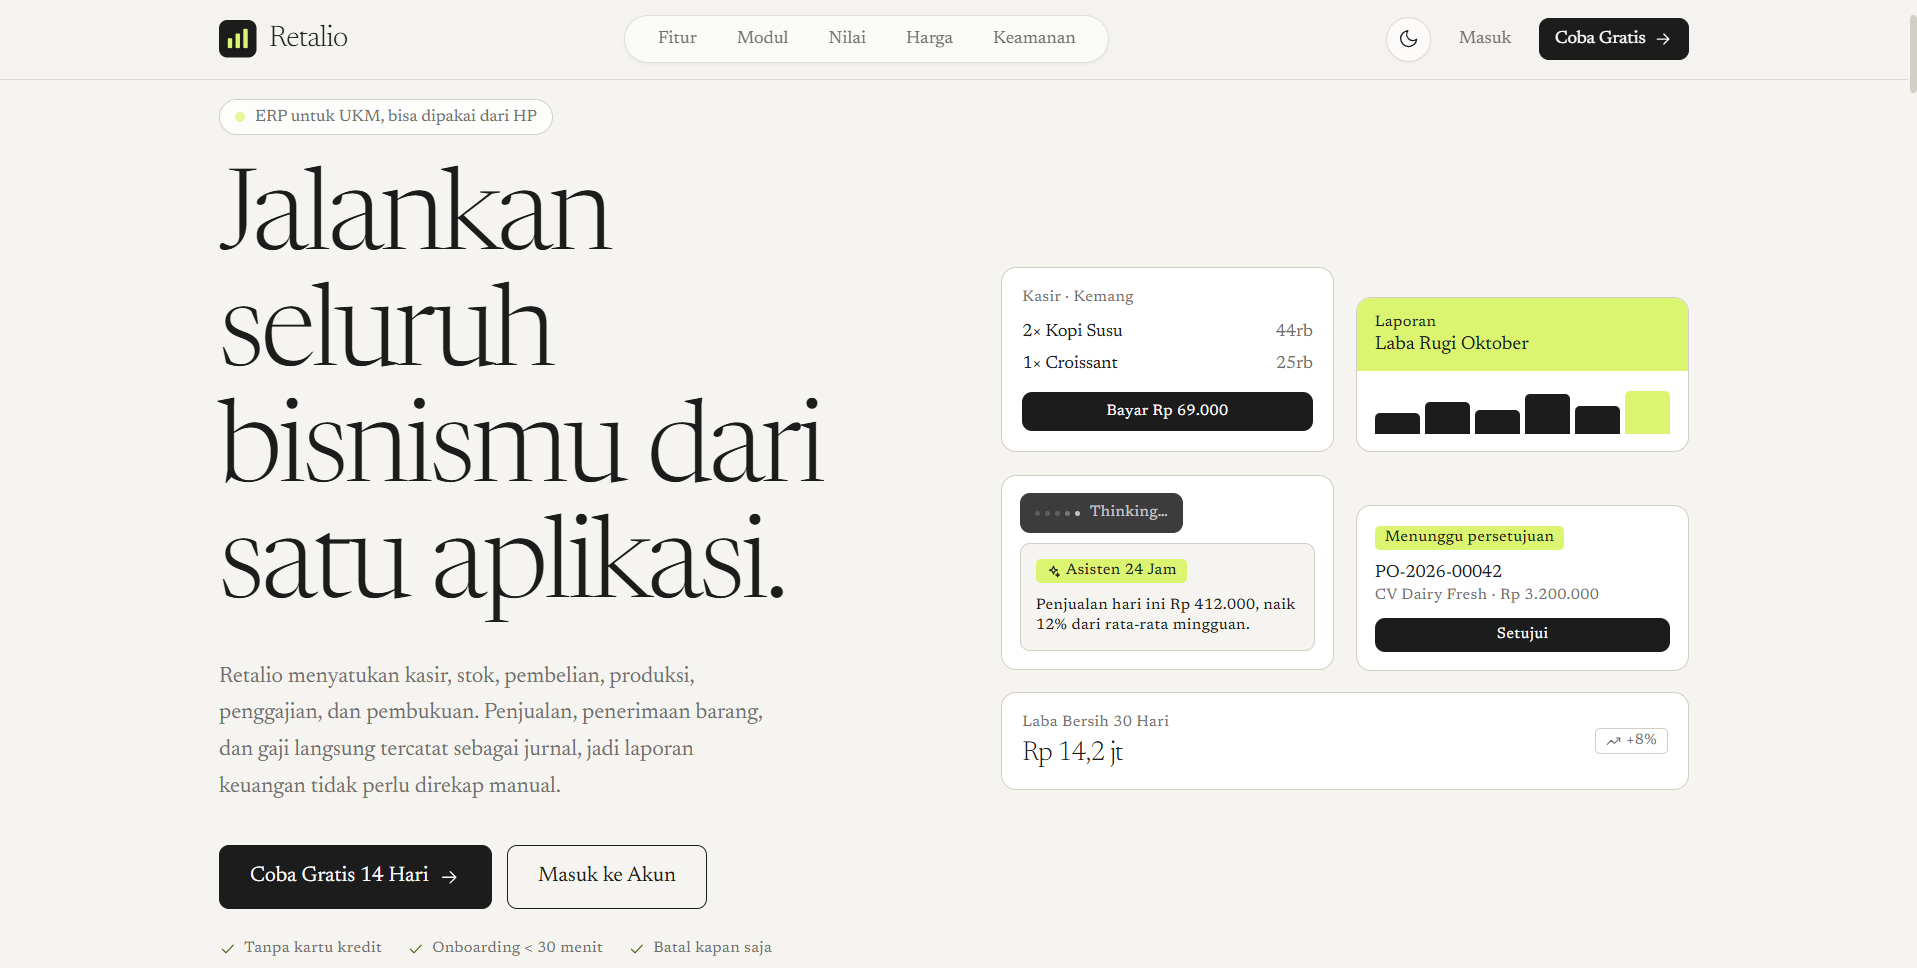 Retalio
Fitur
Modul
Nilai
Harga
Keamanan
Masuk
Coba Gratis →
ERP untuk UKM, bisa dipakai dari HP
Jalankan
seluruh
bisnismu dari
satu aplikasi.
Retalio menyatukan kasir, stok, pembelian, produksi,
penggajian, dan pembukuan. Penjualan, penerimaan barang,
dan gaji langsung tercatat sebagai jurnal, jadi laporan
keuangan tidak perlu direkap manual.
Coba Gratis 14 Hari →
Masuk ke Akun
Tanpa kartu kredit
Onboarding < 30 menit
Batal kapan saja
Kasir · Kemang
2× Kopi Susu 44rb
1× Croissant 25rb
Bayar Rp 69.000
Laporan
Laba Rugi Oktober
Thinking...
Asisten 24 Jam
Penjualan hari ini Rp 412.000, naik
12% dari rata-rata mingguan.
Menunggu persetujuan
PO-2026-00042
CV Dairy Fresh · Rp 3.200.000
Setujui
Laba Bersih 30 Hari
Rp 14,2 jt
+8%